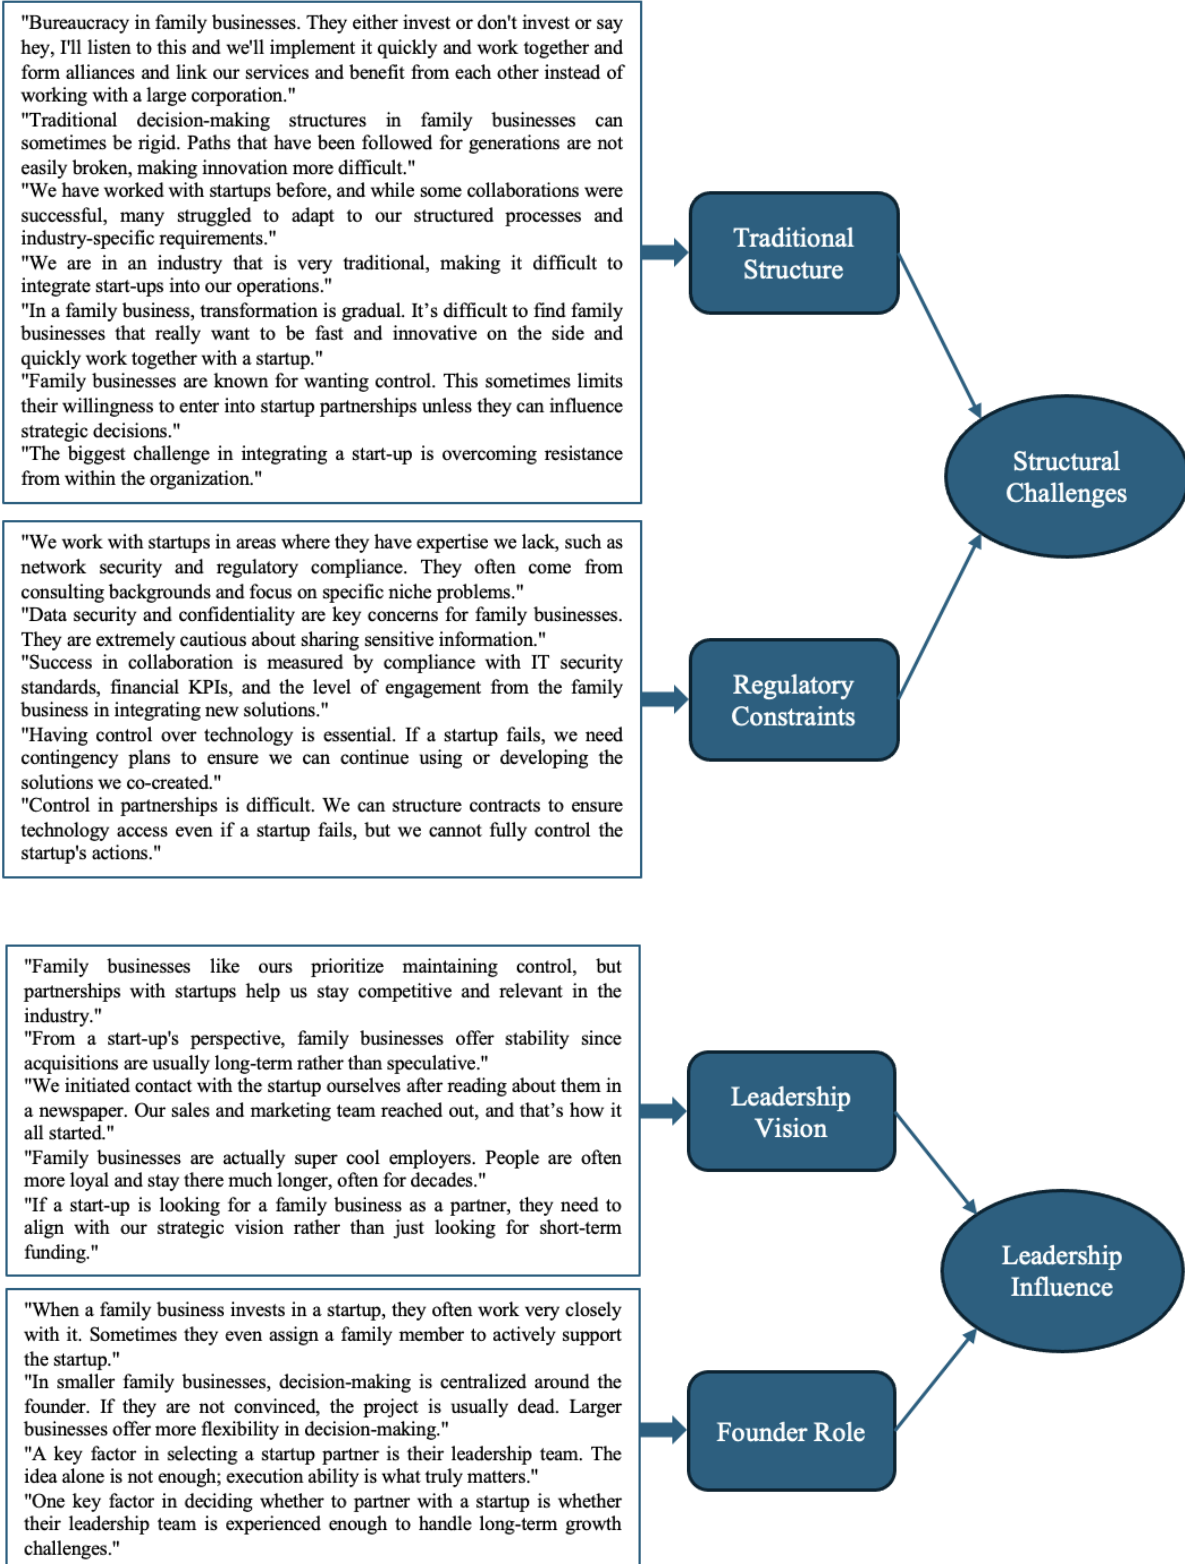 "Bureaucracy in family businesses. They either invest or don't invest or say
hey, I'll listen to this and we'll implement it quickly and work together and
form alliances and link our services and benefit from each other instead of
working with a large corporation."
"Traditional decision-making structures in family businesses can
sometimes be rigid. Paths that have been followed for generations are not
easily broken, making innovation more difficult."
"We have worked with startups before, and while some collaborations were
successful, many struggled to adapt to our structured processes and
industry-specific requirements."
"We are in an industry that is very traditional, making it difficult to
integrate start-ups into our operations."
"In a family business, transformation is gradual. It’s difficult to find family
businesses that really want to be fast and innovative on the side and
quickly work together with a startup."
"Family businesses are known for wanting control. This sometimes limits
their willingness to enter into startup partnerships unless they can influence
strategic decisions."
"The biggest challenge in integrating a start-up is overcoming resistance
from within the organization."
Traditional
Structure
Structural
Challenges
"We work with startups in areas where they have expertise we lack, such as
network security and regulatory compliance. They often come from
consulting backgrounds and focus on specific niche problems."
"Data security and confidentiality are key concerns for family businesses.
They are extremely cautious about sharing sensitive information."
"Success in collaboration is measured by compliance with IT security
standards, financial KPIs, and the level of engagement from the family
business in integrating new solutions."
"Having control over technology is essential. If a startup fails, we need
contingency plans to ensure we can continue using or developing the
solutions we co-created."
"Control in partnerships is difficult. We can structure contracts to ensure
technology access even if a startup fails, but we cannot fully control the
startup's actions."
Regulatory
Constraints
"Family businesses like ours prioritize maintaining control, but
partnerships with startups help us stay competitive and relevant in the
industry."
"From a start-up's perspective, family businesses offer stability since
acquisitions are usually long-term rather than speculative."
"We initiated contact with the startup ourselves after reading about them in
a newspaper. Our sales and marketing team reached out, and that’s how it
all started."
"Family businesses are actually super cool employers. People are often
more loyal and stay there much longer, often for decades."
"If a start-up is looking for a family business as a partner, they need to
align with our strategic vision rather than just looking for short-term
funding."
Leadership
Vision
Leadership
Influence
"When a family business invests in a startup, they often work very closely
with it. Sometimes they even assign a family member to actively support
the startup."
"In smaller family businesses, decision-making is centralized around the
founder. If they are not convinced, the project is usually dead. Larger
businesses offer more flexibility in decision-making."
"A key factor in selecting a startup partner is their leadership team. The
idea alone is not enough; execution ability is what truly matters."
"One key factor in deciding whether to partner with a startup is whether
their leadership team is experienced enough to handle long-term growth
challenges."
Founder Role